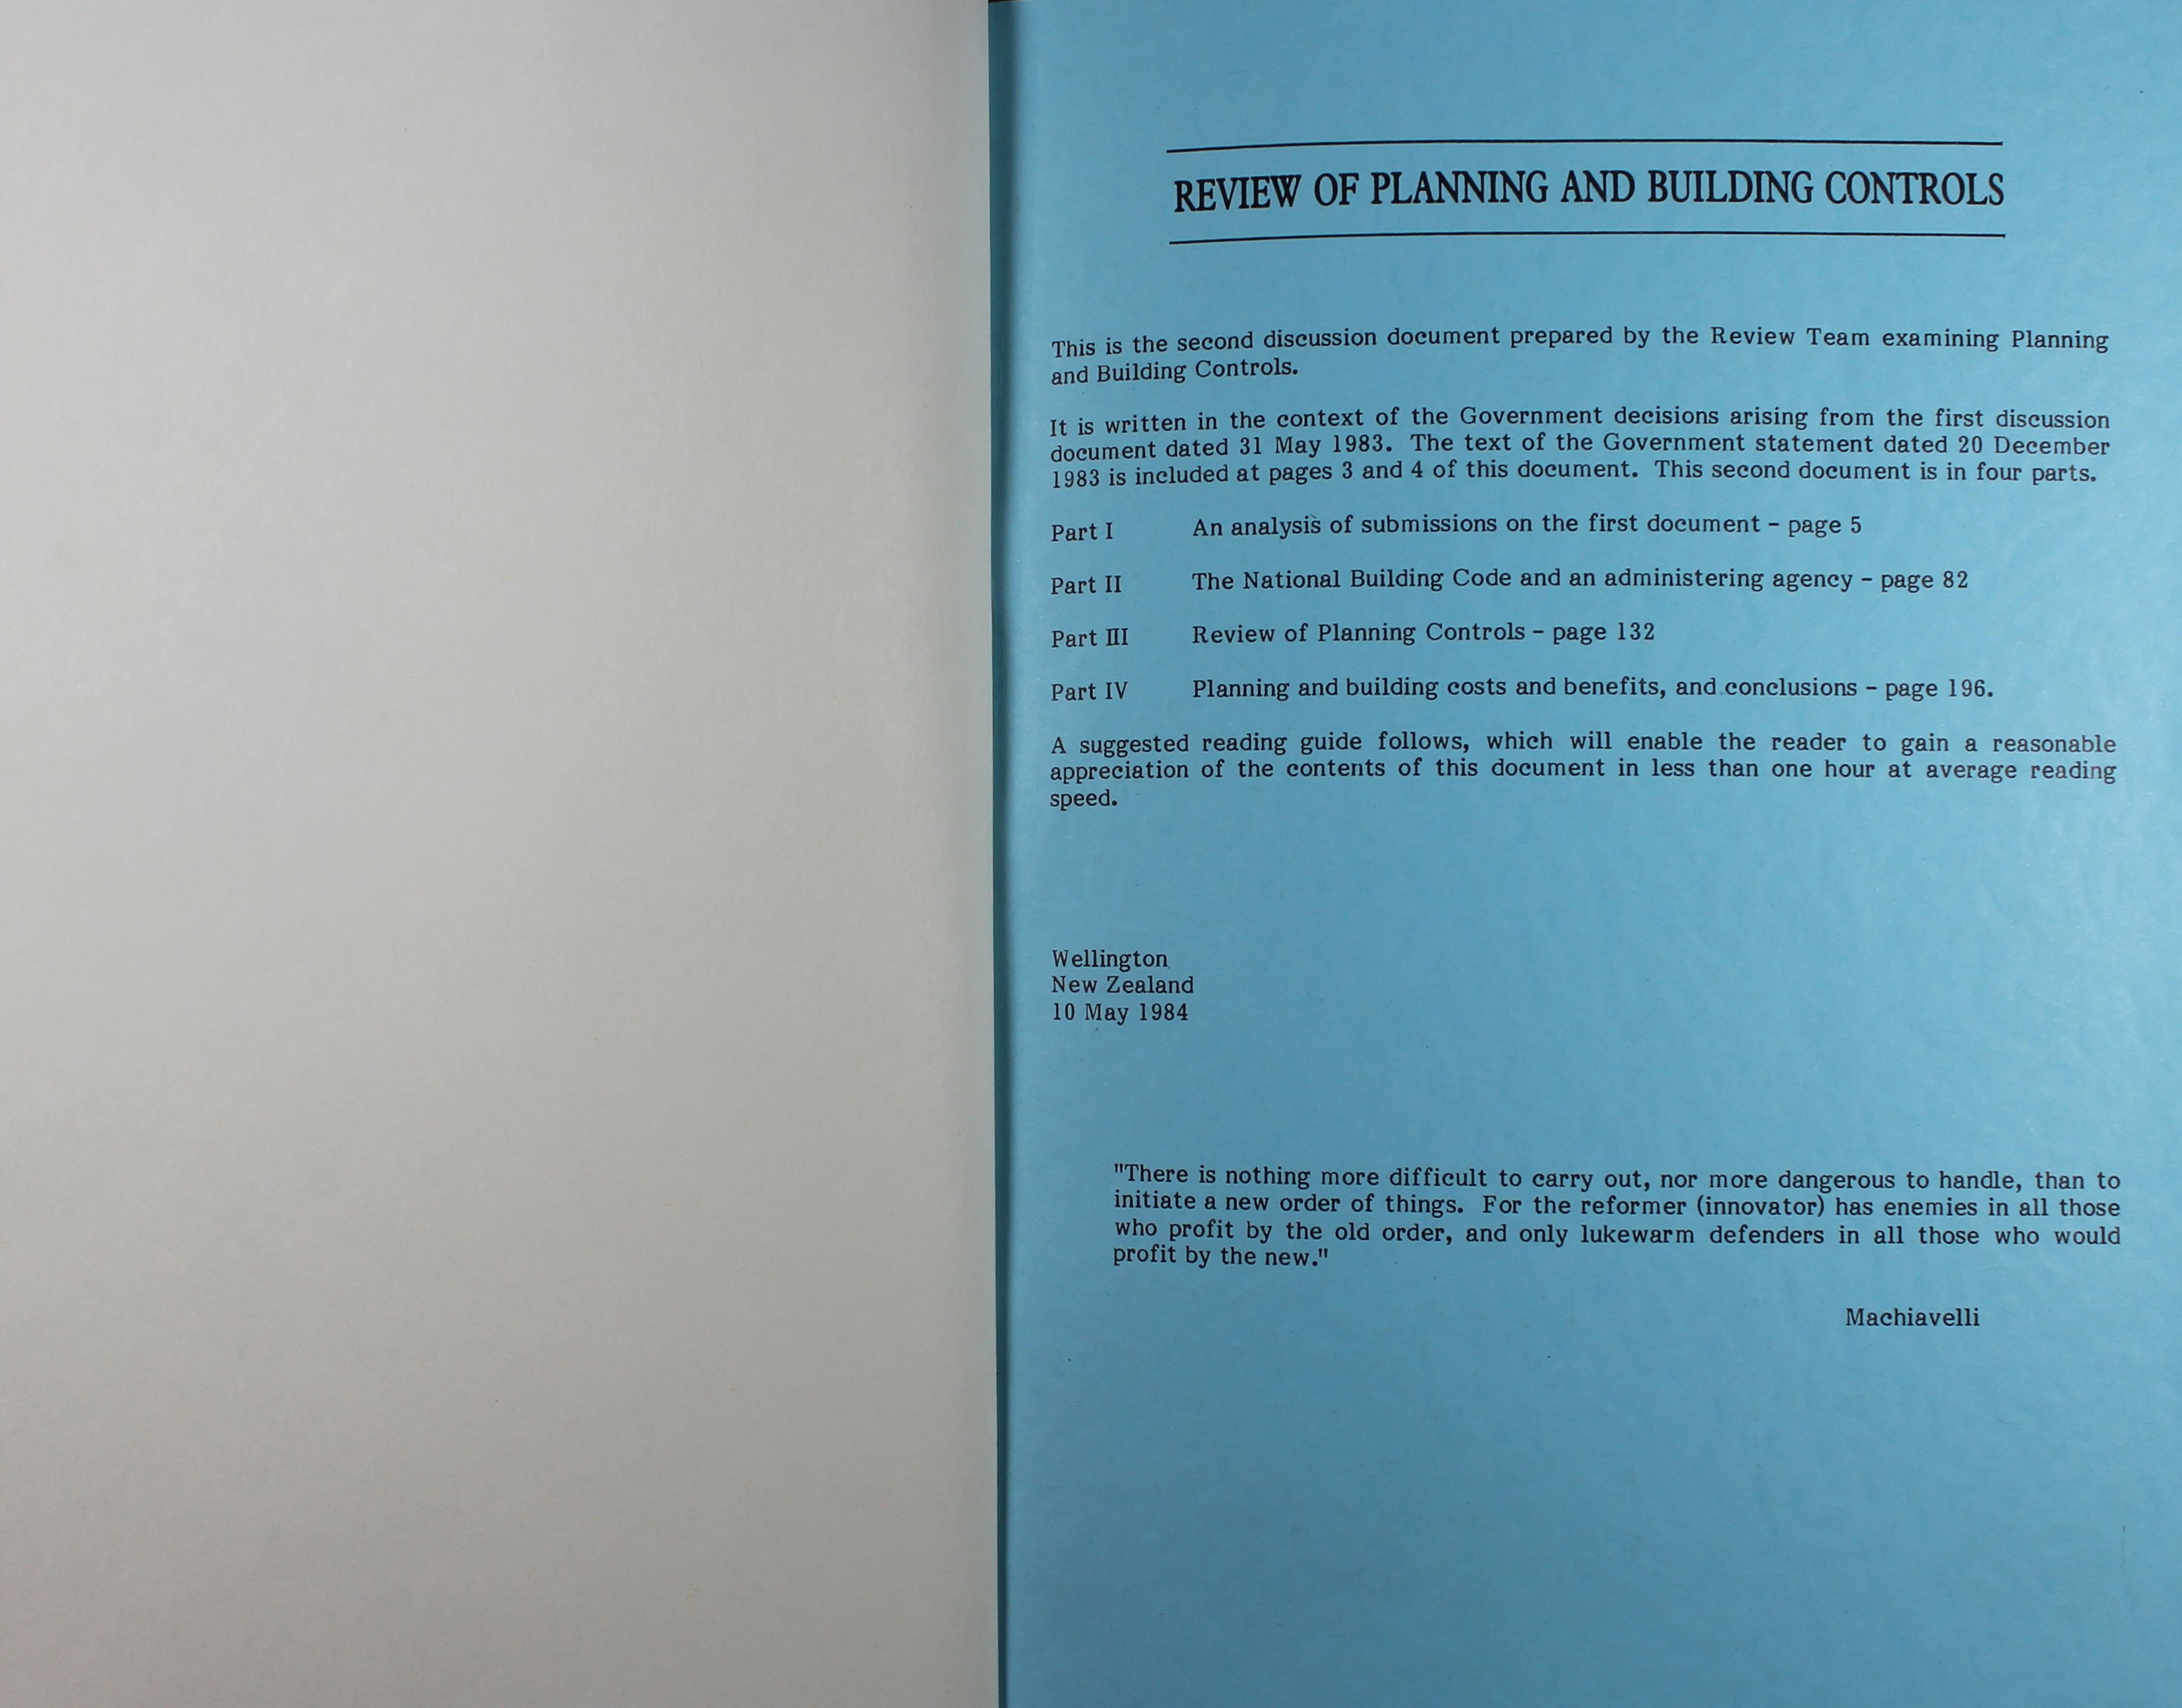 REVIEW OF PLANNING AND BUILDING CONTROLS
This is the second discussion document prepared by the Review Team examining Planning
and Building Controls.
It is written in the context of the Government decisions arising from the first discussion
document dated 31 May 1983. The text of the Government statement dated 20 December
1983 is included at pages 3 and 4 of this document. This second document is in four parts.
Part I An analysis of submissions on the first document - page 5
Part II The National Building Code and an administering agency - page 82
Part III Review of Planning Controls - page 132
Part IV Planning and building costs and benefits, and conclusions - page 196.
A suggested reading guide follows, which will enable the reader to gain a reasonable
appreciation of the contents of this document in less than one hour at average reading
speed.
Wellington
New Zealand
10 May 1984
"There is nothing more difficult to carry out, nor more dangerous to handle, than to
initiate a new order of things. For the reformer (innovator) has enemies in all those
who profit by the old order, and only lukewarm defenders in all those who would
profit by the new."
Machiavelli